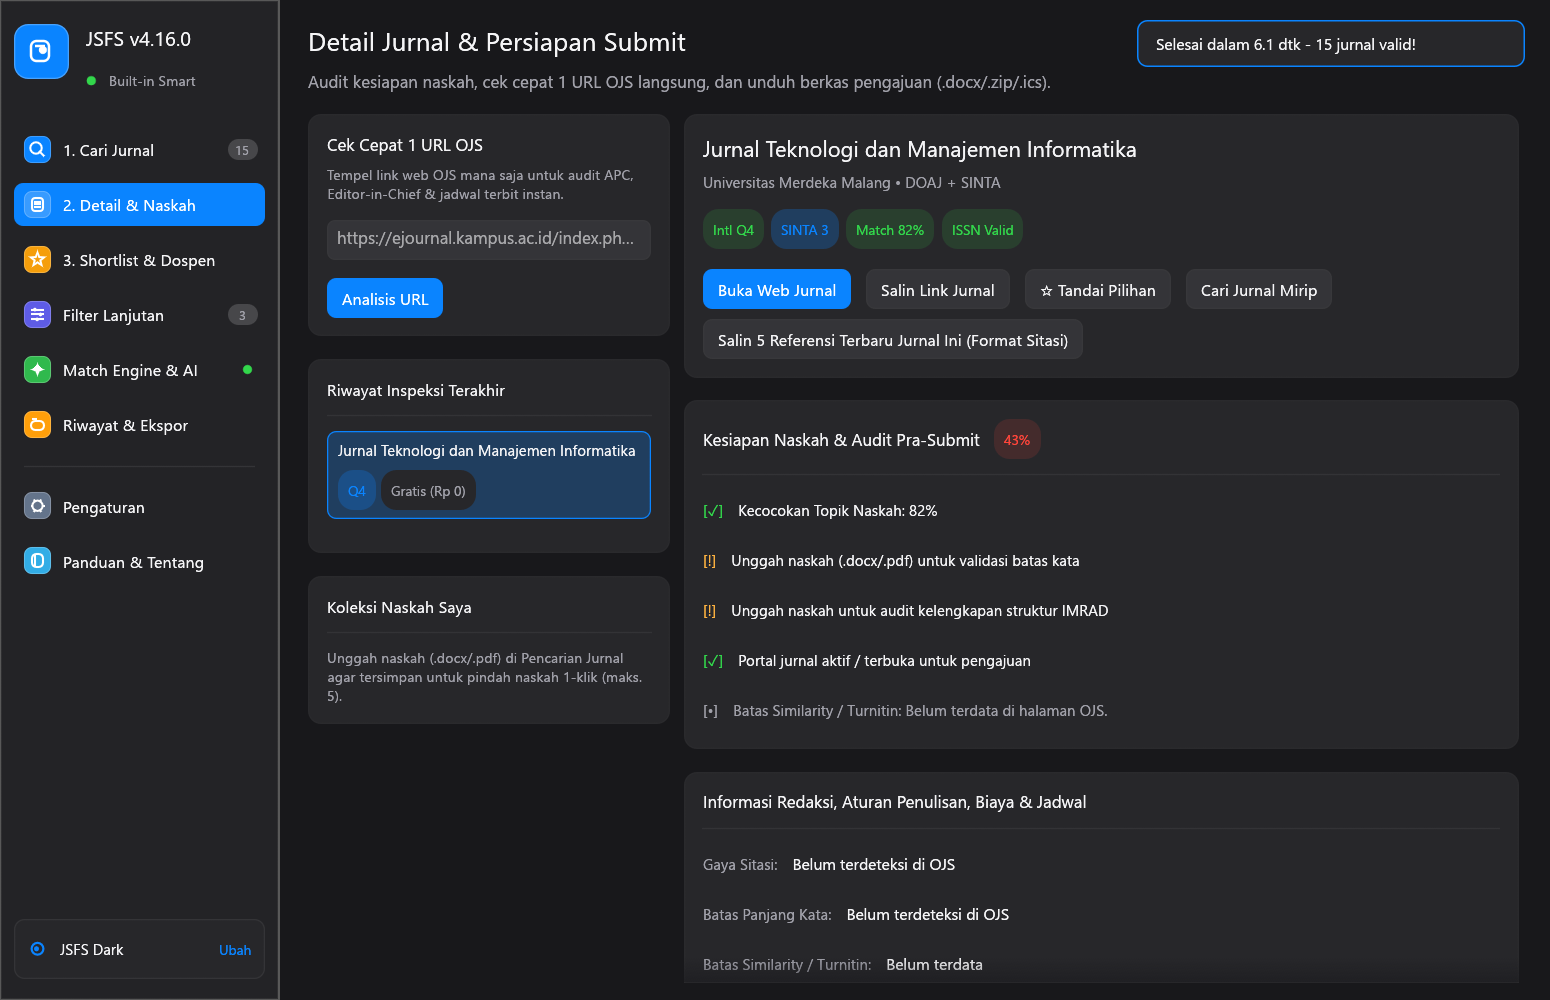 JSFS v4.16.0
Built-in Smart
1. Cari Jurnal
15
2. Detail & Naskah
3. Shortlist & Dospen
Filter Lanjutan
3
Match Engine & AI
Riwayat & Ekspor
Pengaturan
Panduan & Tentang
JSFS Dark
Ubah
Detail Jurnal & Persiapan Submit
Audit kesiapan naskah, cek cepat 1 URL OJS langsung, dan unduh berkas pengajuan (.docx/.zip/.ics).
Selesai dalam 6.1 dtk - 15 jurnal valid!
Cek Cepat 1 URL OJS
Tempel link web OJS mana saja untuk audit APC,
Editor-in-Chief & jadwal terbit instan.
https://ejournal.kampus.ac.id/index.ph...
Analisis URL
Riwayat Inspeksi Terakhir
Jurnal Teknologi dan Manajemen Informatika
Q4
Gratis (Rp 0)
Koleksi Naskah Saya
Unggah naskah (.docx/.pdf) di Pencarian Jurnal
agar tersimpan untuk pindah naskah 1-klik (maks.
5).
Jurnal Teknologi dan Manajemen Informatika
Universitas Merdeka Malang • DOAJ + SINTA
Intl Q4
SINTA 3
Match 82%
ISSN Valid
Buka Web Jurnal
Salin Link Jurnal
☆ Tandai Pilihan
Cari Jurnal Mirip
Salin 5 Referensi Terbaru Jurnal Ini (Format Sitasi)
Kesiapan Naskah & Audit Pra-Submit
43%
[✓] Kecocokan Topik Naskah: 82%
[!] Unggah naskah (.docx/.pdf) untuk validasi batas kata
[!] Unggah naskah untuk audit kelengkapan struktur IMRAD
[✓] Portal jurnal aktif / terbuka untuk pengajuan
[•] Batas Similarity / Turnitin: Belum terdata di halaman OJS.
Informasi Redaksi, Aturan Penulisan, Biaya & Jadwal
Gaya Sitasi: Belum terdeteksi di OJS
Batas Panjang Kata: Belum terdeteksi di OJS
Batas Similarity / Turnitin: Belum terdata